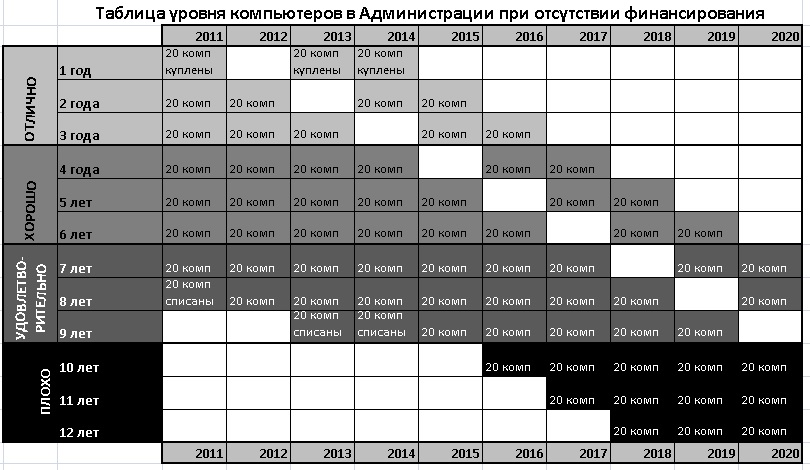 Таблица уровня компьютеров в Администрации при отсутствии финансирования
2011 2012 2013 2014 2015 2016 2017 2018 2019 2020
ОТЛИЧНО
1 год 20 комп 20 комп 20 комп
куплены куплены куплены
2 года 20 комп 20 комп 20 комп 20 комп
3 года 20 комп 20 комп 20 комп 20 комп 20 комп
ХОРОШО
4 года 20 комп 20 комп 20 комп 20 комп 20 комп 20 комп
5 лет 20 комп 20 комп 20 комп 20 комп 20 комп 20 комп 20 комп
6 лет 20 комп 20 комп 20 комп 20 комп 20 комп 20 комп 20 комп 20 комп
УДОВЛЕТВО-
РИТЕЛЬНО
7 лет 20 комп 20 комп 20 комп 20 комп 20 комп 20 комп 20 комп 20 комп 20 комп
8 лет 20 комп 20 комп 20 комп 20 комп 20 комп 20 комп 20 комп 20 комп 20 комп
списаны
9 лет 20 комп 20 комп 20 комп 20 комп 20 комп 20 комп 20 комп
списаны списаны
ПЛОХО
10 лет 20 комп 20 комп 20 комп 20 комп 20 комп
11 лет 20 комп 20 комп 20 комп 20 комп
12 лет 20 комп 20 комп 20 комп
2011 2012 2013 2014 2015 2016 2017 2018 2019 2020